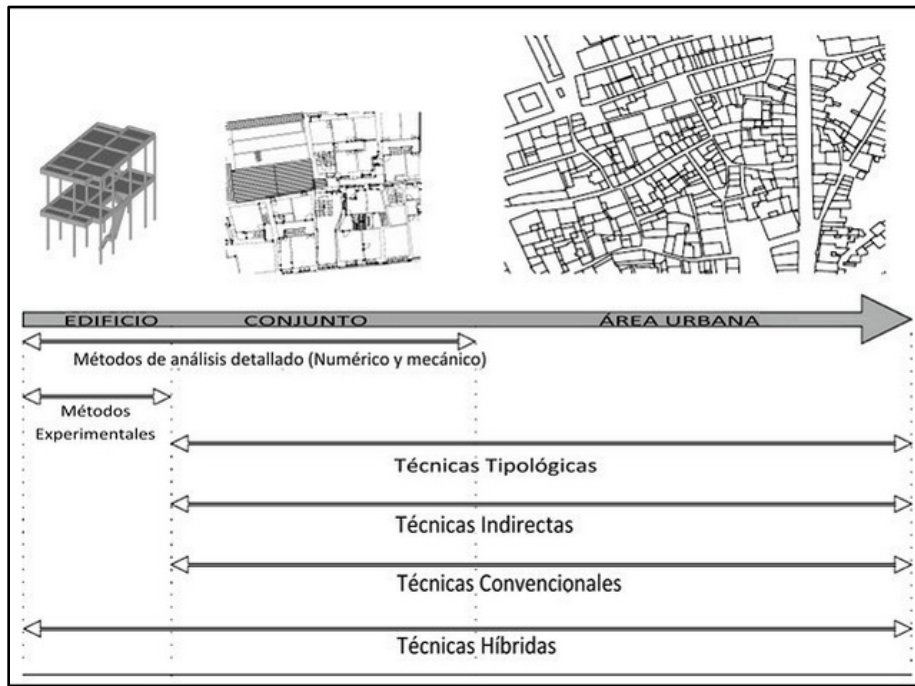 EDIFICIO CONJUNTO ÁREA URBANA
Métodos de análisis detallado (Numérico y mecánico)
Métodos
Experimentales
Técnicas Tipológicas
Técnicas Indirectas
Técnicas Convencionales
Técnicas Híbridas